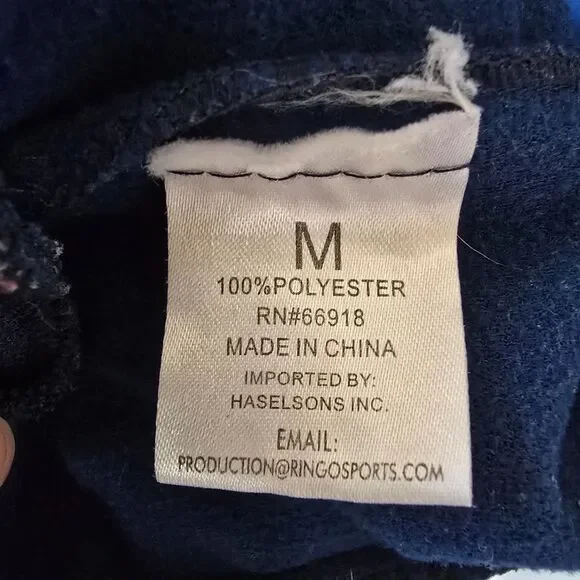 M
100%POLYESTER
RN#66918
MADE IN CHINA
IMPORTED BY:
HASELSONS INC.
EMAIL:
PRODUCTION@RINGOSPORTS.COM